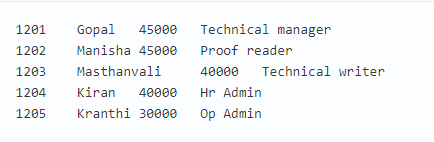 1201 Gopal 45000 Technical manager
1202 Manisha 45000 Proof reader
1203 Masthanvali 40000 Technical writer
1204 Kiran 40000 Hr Admin
1205 Kranthi 30000 Op Admin